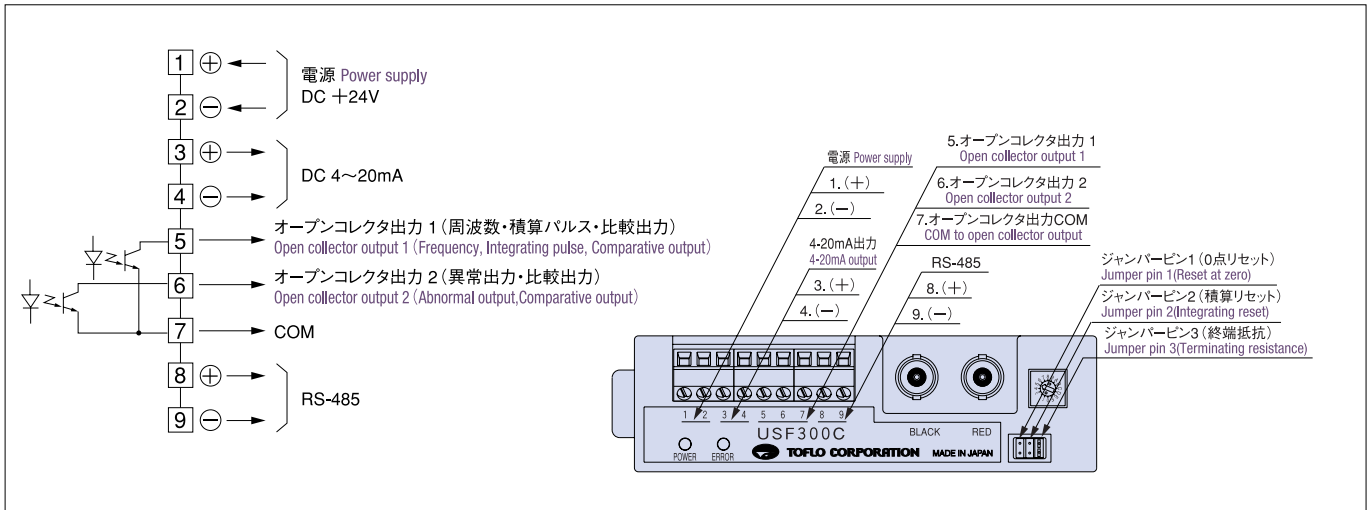 1 ⊕
電源 Power supply
DC +24V
2 ⊖
3 ⊕
DC 4〜20mA
4 ⊖
オープンコレクタ出力 1（周波数・積算パルス・比較出力）
5
Open collector output 1（Frequency, Integrating pulse, Comparative output）
オープンコレクタ出力 2（異常出力・比較出力）
6
Open collector output 2（Abnormal output,Comparative output）
7 COM
8 ⊕
RS-485
9 ⊖
電源 Power supply
1.(+)
2.(−)
4-20mA出力
4-20mA output
3.(+)
4.(−)
5.オープンコレクタ出力 1
Open collector output 1
6.オープンコレクタ出力 2
Open collector output 2
7.オープンコレクタ出力COM
COM to open collector output
RS-485
8.(+)
9.(−)
ジャンパーピン1（0点リセット）
Jumper pin 1(Reset at zero)
ジャンパーピン2（積算リセット）
Jumper pin 2(Integrating reset)
ジャンパーピン3（終端抵抗）
Jumper pin 3(Terminating resistance)
1 2 3 4 5 6 7 8 9
USF300C
BLACK RED
POWER ERROR
TOFLO CORPORATION MADE IN JAPAN